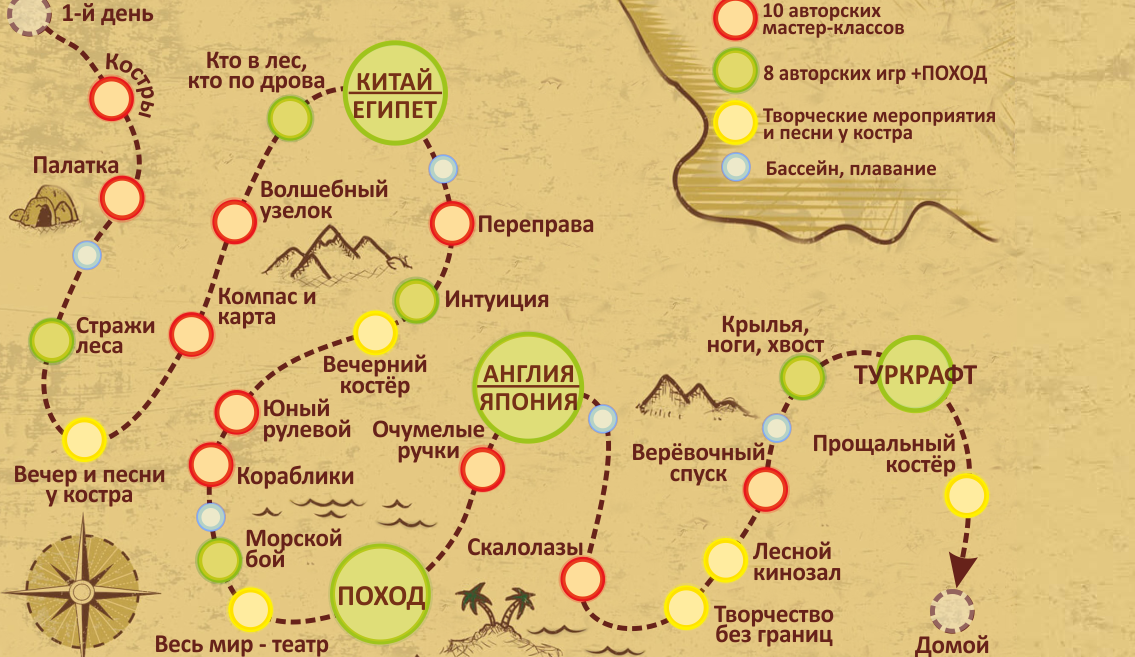 1-й день
Костры
Палатка
Стражи
леса
Вечер и песни
у костра
Компас и
карта
Волшебный
узелок
Кто в лес,
кто по дрова
КИТАЙ
ЕГИПЕТ
Переправа
Интуиция
Вечерний
костёр
Юный
рулевой
Кораблики
Морской
бой
Весь мир - театр
ПОХОД
Очумелые
ручки
АНГЛИЯ
ЯПОНИЯ
Скалолазы
Творчество
без границ
Лесной
кинозал
Верёвочный
спуск
Крылья,
ноги, хвост
ТУРКРАФТ
Прощальный
костёр
Домой
10 авторских
мастер-классов
8 авторских игр +ПОХОД
Творческие мероприятия
и песни у костра
Бассейн, плавание